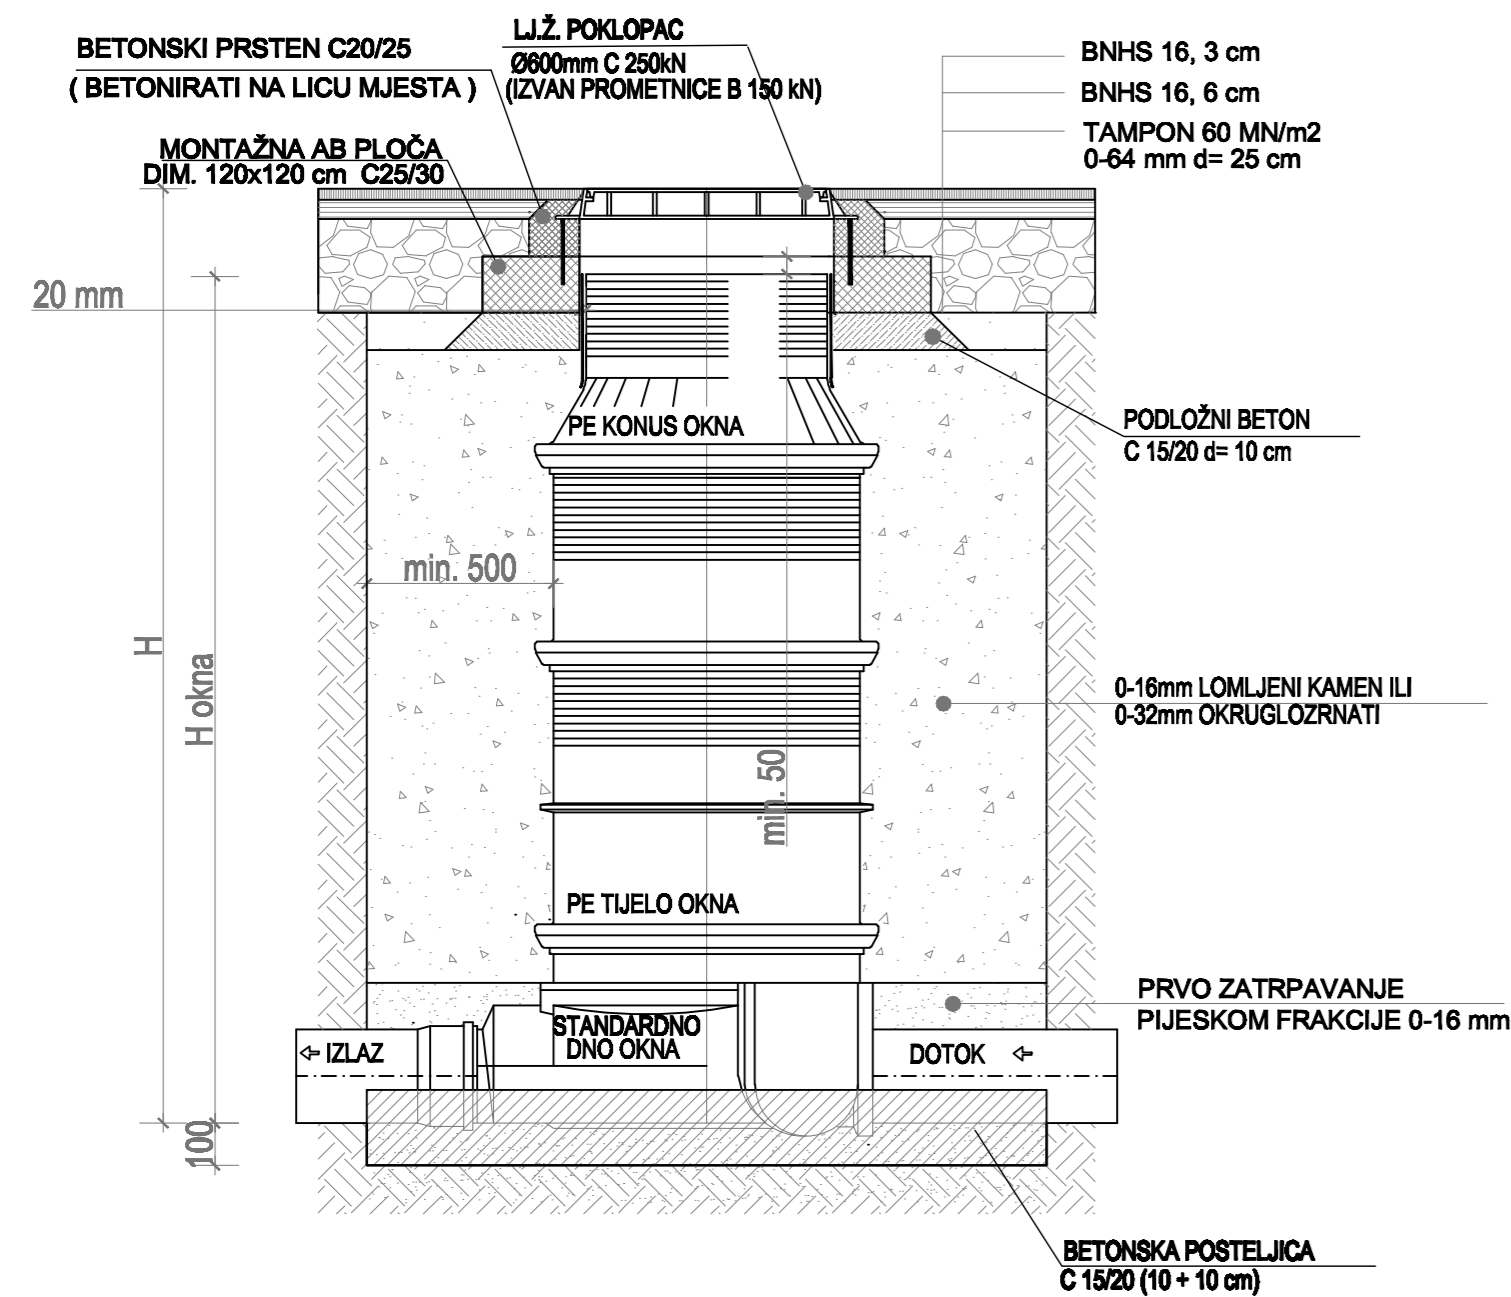 BETONSKI PRSTEN C20/25
( BETONIRATI NA LICU MJESTA )
LJ.Ž. POKLOPAC
Ø600mm C 250kN
(IZVAN PROMETNICE B 150 kN)
BNHS 16, 3 cm
BNHS 16, 6 cm
TAMPON 60 MN/m2
0-64 mm d= 25 cm
MONTAŽNA AB PLOČA
DIM. 120x120 cm C25/30
20 mm
PE KONUS OKNA
PODLOŽNI BETON
C 15/20 d= 10 cm
min. 500
H
H okna
0-16mm LOMLJENI KAMEN ILI
0-32mm OKRUGLOZRNATI
min. 50
PE TIJELO OKNA
PRVO ZATRPAVANJE
PIJESKOM FRAKCIJE 0-16 mm
STANDARDNO
DNO OKNA
IZLAZ
DOTOK
100
BETONSKA POSTELJICA
C 15/20 (10 + 10 cm)